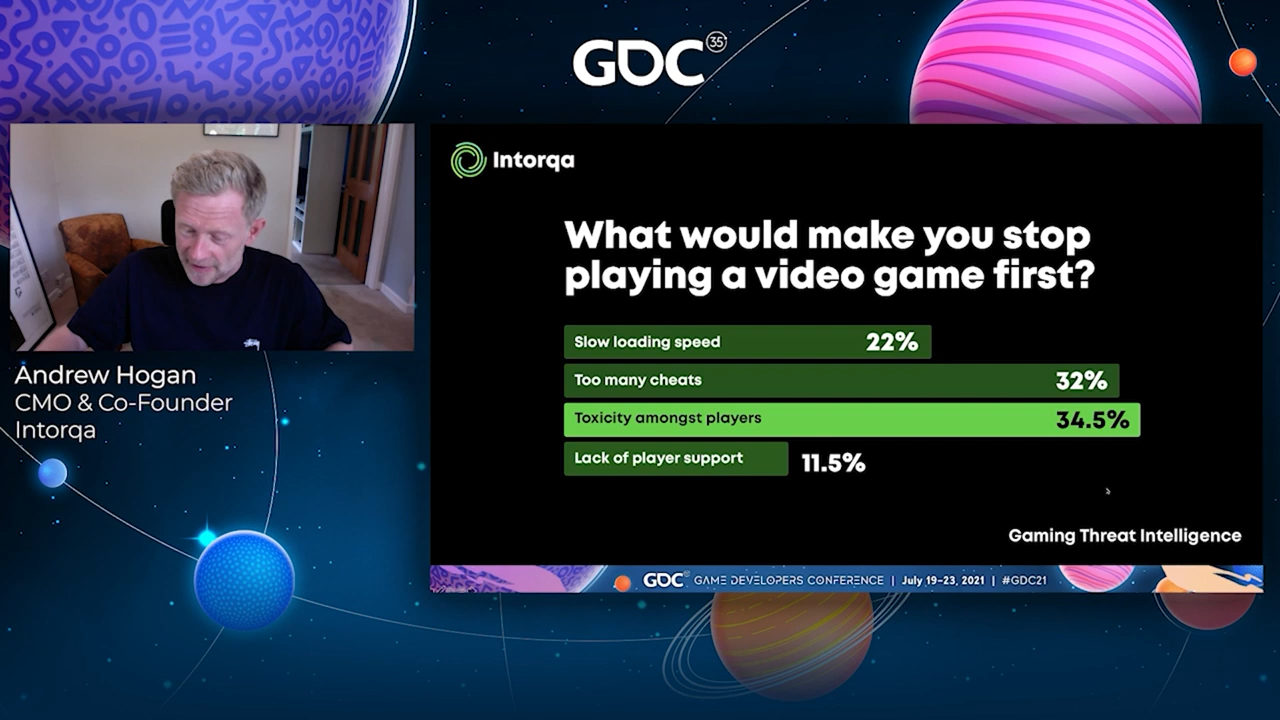 GDC 35
Intorqa
What would make you stop
playing a video game first?
Slow loading speed 22%
Too many cheats 32%
Toxicity amongst players 34.5%
Lack of player support 11.5%
Andrew Hogan
CMO & Co-Founder
Intorqa
Gaming Threat Intelligence
GDC GAME DEVELOPERS CONFERENCE | July 19-23, 2021 | #GDC21